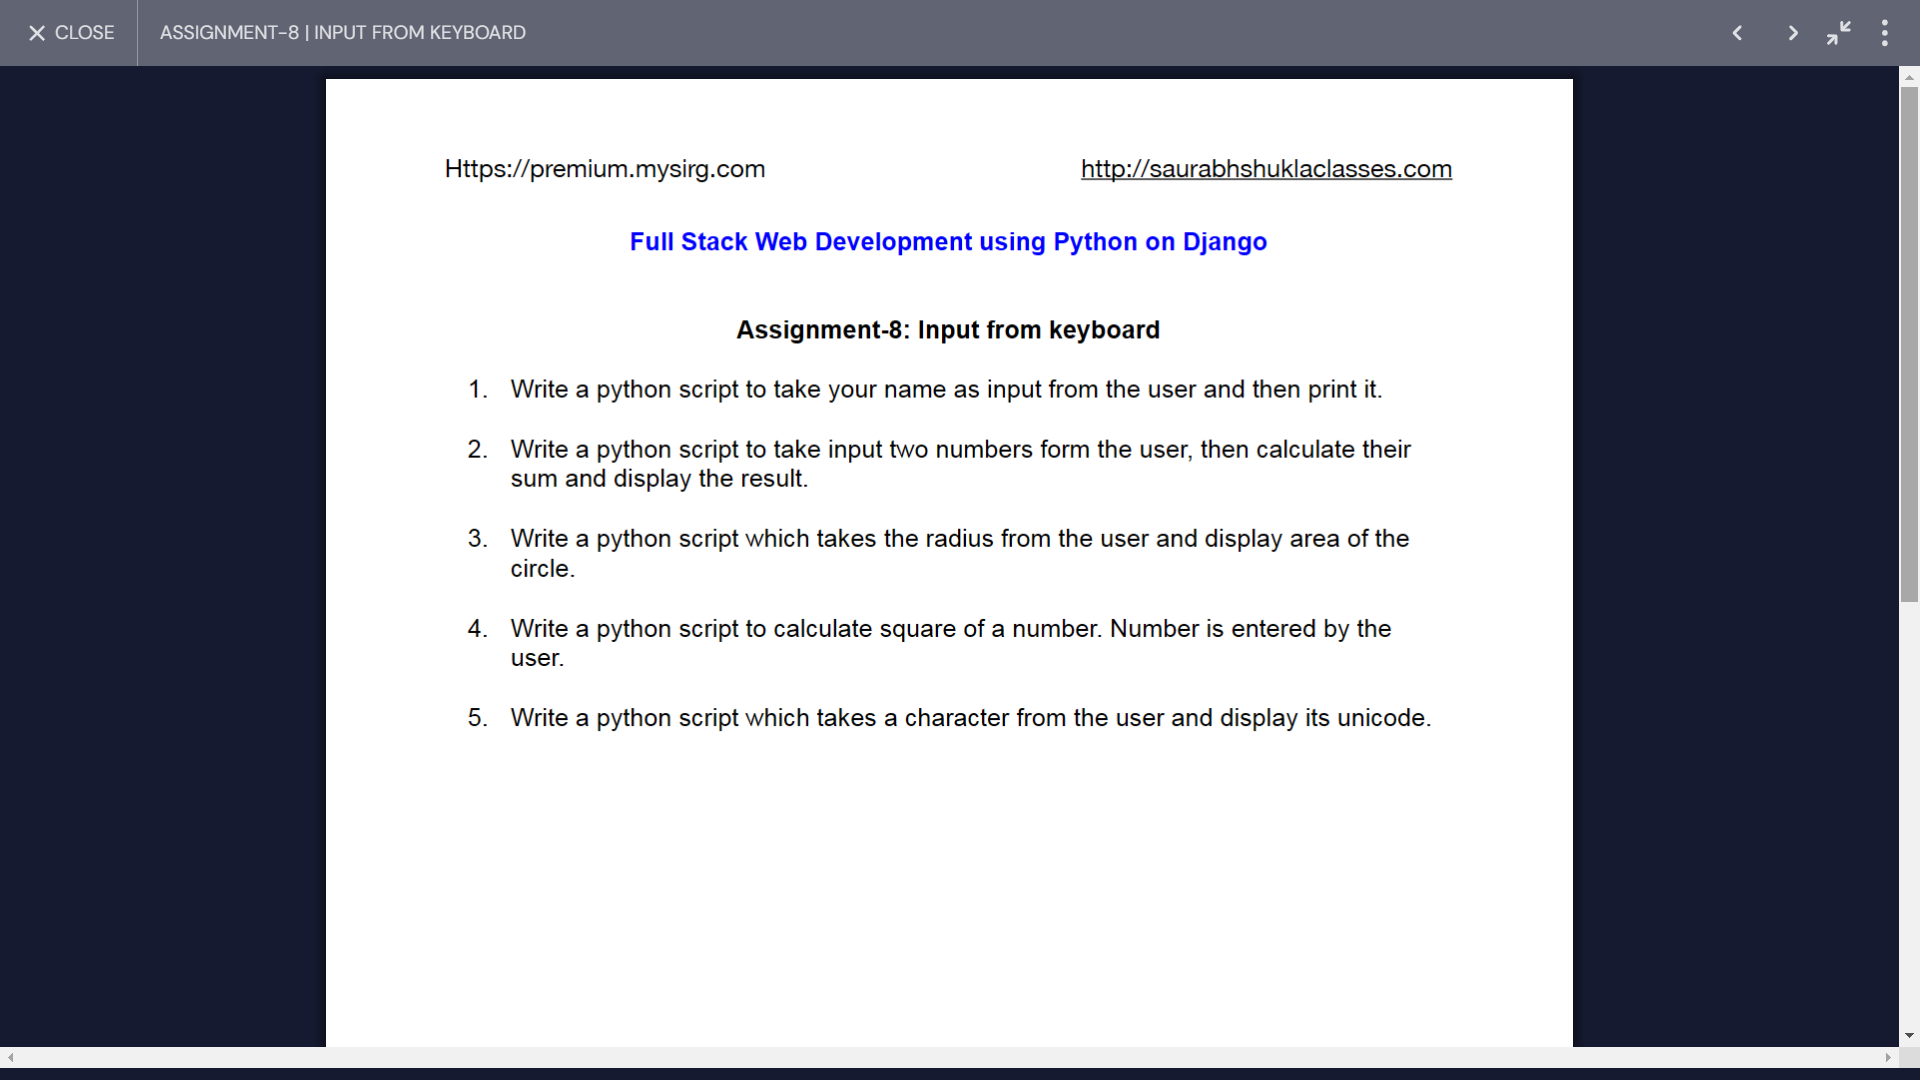 CLOSE
ASSIGNMENT-8 | INPUT FROM KEYBOARD
Https://premium.mysirg.com
http://saurabhshuklaclasses.com
Full Stack Web Development using Python on Django
Assignment-8: Input from keyboard
1. Write a python script to take your name as input from the user and then print it.
2. Write a python script to take input two numbers form the user, then calculate their
sum and display the result.
3. Write a python script which takes the radius from the user and display area of the
circle.
4. Write a python script to calculate square of a number. Number is entered by the
user.
5. Write a python script which takes a character from the user and display its unicode.